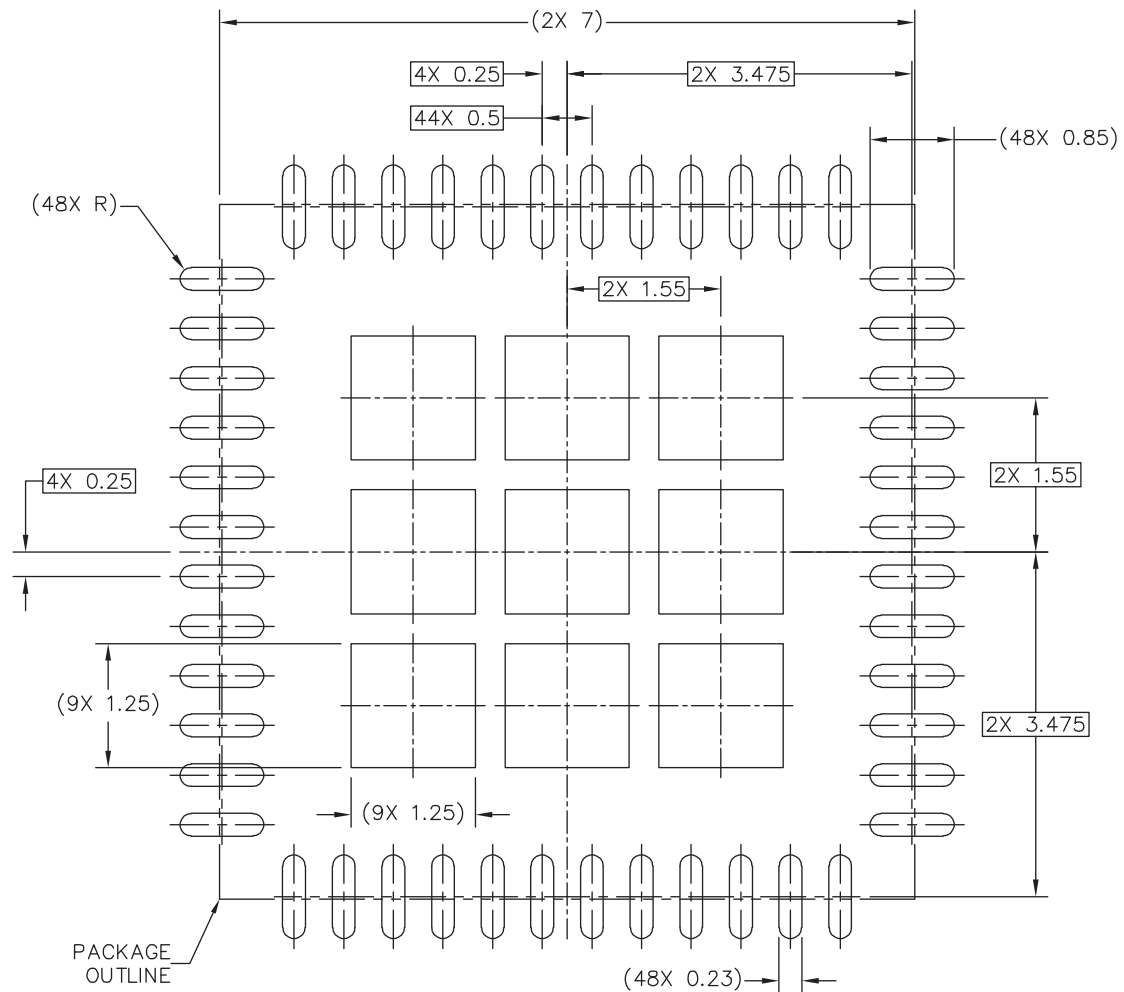 (2X 7)
4X 0.25
2X 3.475
44X 0.5
(48X 0.85)
(48X R)
2X 1.55
4X 0.25
2X 1.55
(9X 1.25)
2X 3.475
(9X 1.25)
PACKAGE
OUTLINE
(48X 0.23)